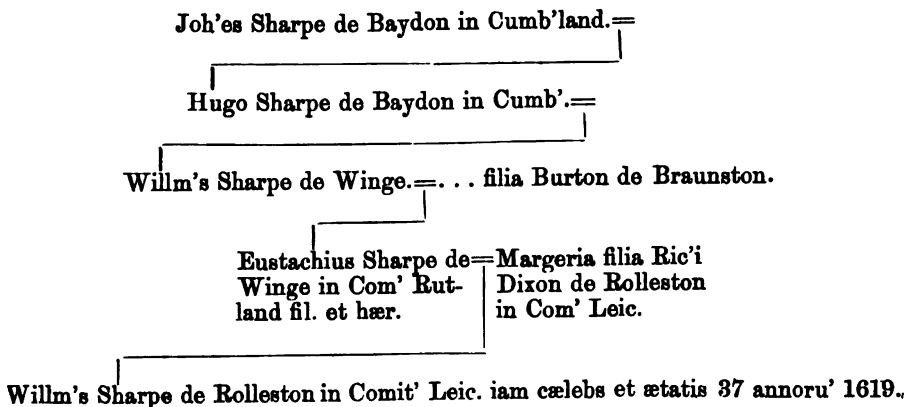 Joh'es Sharpe de Baydon in Cumb'land.=
Hugo Sharpe de Baydon in Cumb'.=
Willm's Sharpe de Winge.=. . . filia Burton de Braunston.
Eustachius Sharpe de=Margeria filia Ric'i
Winge in Com' Rut- Dixon de Rolleston
land fil. et hær. in Com' Leic.
Willm's Sharpe de Rolleston in Comit' Leic. iam cælebs et ætatis 37 annoru' 1619.